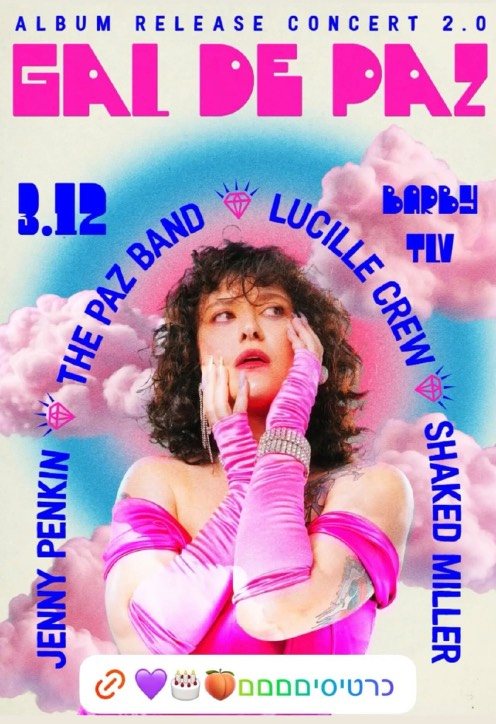 ALBUM RELEASE CONCERT 2.0
GAL DE PAZ
3.12
BARBY
TLV
JENNY PENKIN
THE PAZ BAND
LUCILLE CREW
SHAKED MILLER
כרטיסיםםםםם🍑🎂💜